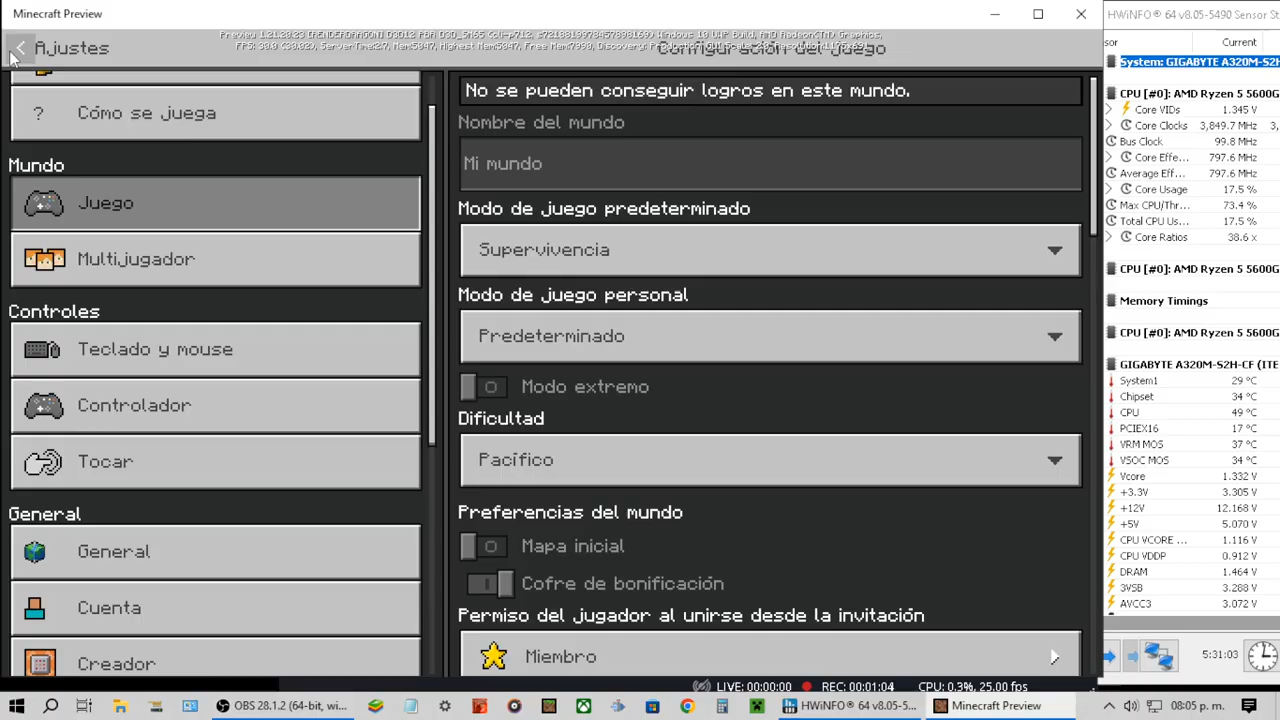 Minecraft Preview
HWiNFO® 64 v8.05-5490 Sensor St
Ajustes
Configuración del juego
No se pueden conseguir logros en este mundo.
? Cómo se juega
Nombre del mundo
Mundo
Mi mundo
Juego
Modo de juego predeterminado
Supervivencia
Multijugador
Modo de juego personal
Controles
Predeterminado
Teclado y mouse
Modo extremo
Controlador
Dificultad
Pacífico
Tocar
General
Preferencias del mundo
General
Mapa inicial
Cofre de bonificación
Cuenta
Permiso del jugador al unirse desde la invitación
Creador
Miembro
sor Current
System: GIGABYTE A320M-S2H
CPU [#0]: AMD Ryzen 5 5600G
Core VIDs 1.345 V
Core Clocks 3,849.7 MHz 3,
Bus Clock 99.8 MHz
Core Effe... 797.6 MHz
Average Eff... 797.6 MHz
Core Usage 17.5 %
Max CPU/Thr... 73.4 %
Total CPU Us... 17.5 %
Core Ratios 38.6 x
CPU [#0]: AMD Ryzen 5 5600G
Memory Timings
CPU [#0]: AMD Ryzen 5 5600G
GIGABYTE A320M-S2H-CF (ITE
System1 29 °C
Chipset 34 °C
CPU 49 °C
PCIEX16 17 °C
VRM MOS 37 °C
VSOC MOS 34 °C
Vcore 1.332 V
+3.3V 3.305 V
+12V 12.168 V
+5V 5.070 V
CPU VCORE ... 1.116 V
CPU VDDP 0.912 V
DRAM 1.464 V
3VSB 3.288 V
AVCC3 3.072 V
5:31:03
LIVE: 00:00:00 REC: 00:01:04 CPU: 0.3%, 25.00 fps
OBS 28.1.2 (64-bit, wi...
HWiNFO® 64 v8.05-5...
Minecraft Preview
08:05 p. m.